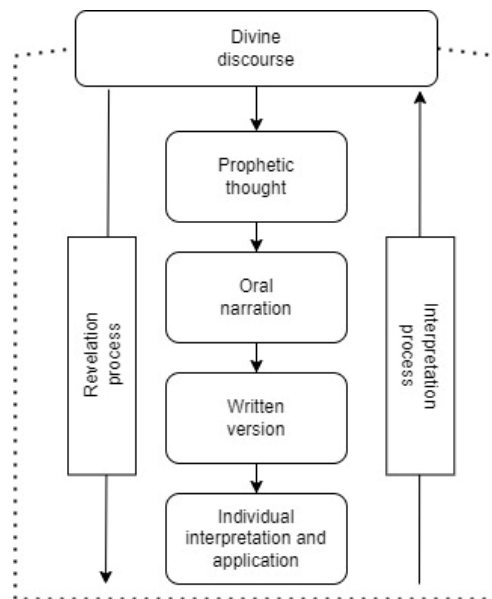 Divine
discourse
Prophetic
thought
Oral
narration
Written
version
Individual
interpretation and
application
Revelation
process
Interpretation
process